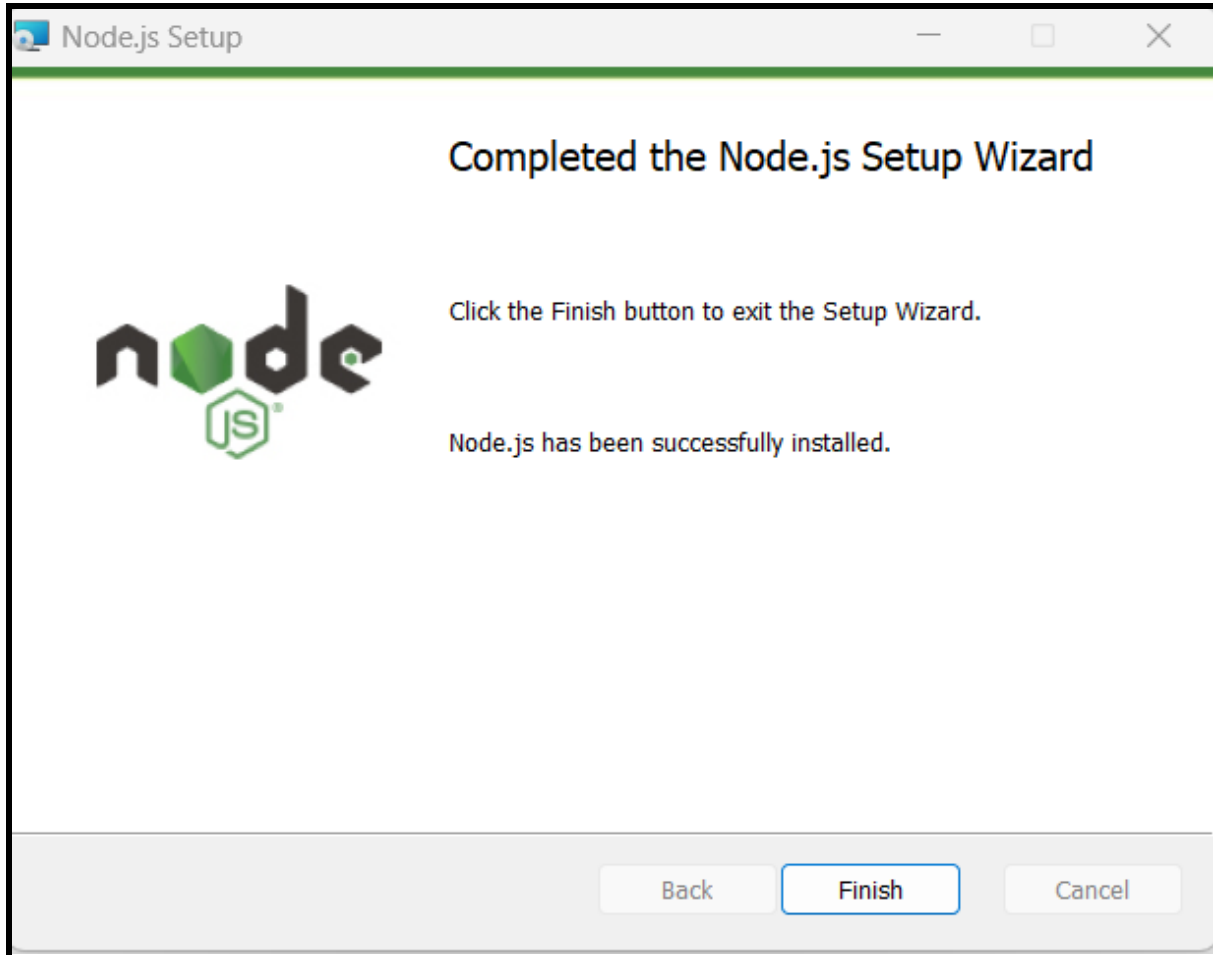 Node.js Setup
Completed the Node.js Setup Wizard
Click the Finish button to exit the Setup Wizard.
node
JS®
Node.js has been successfully installed.
Back
Finish
Cancel